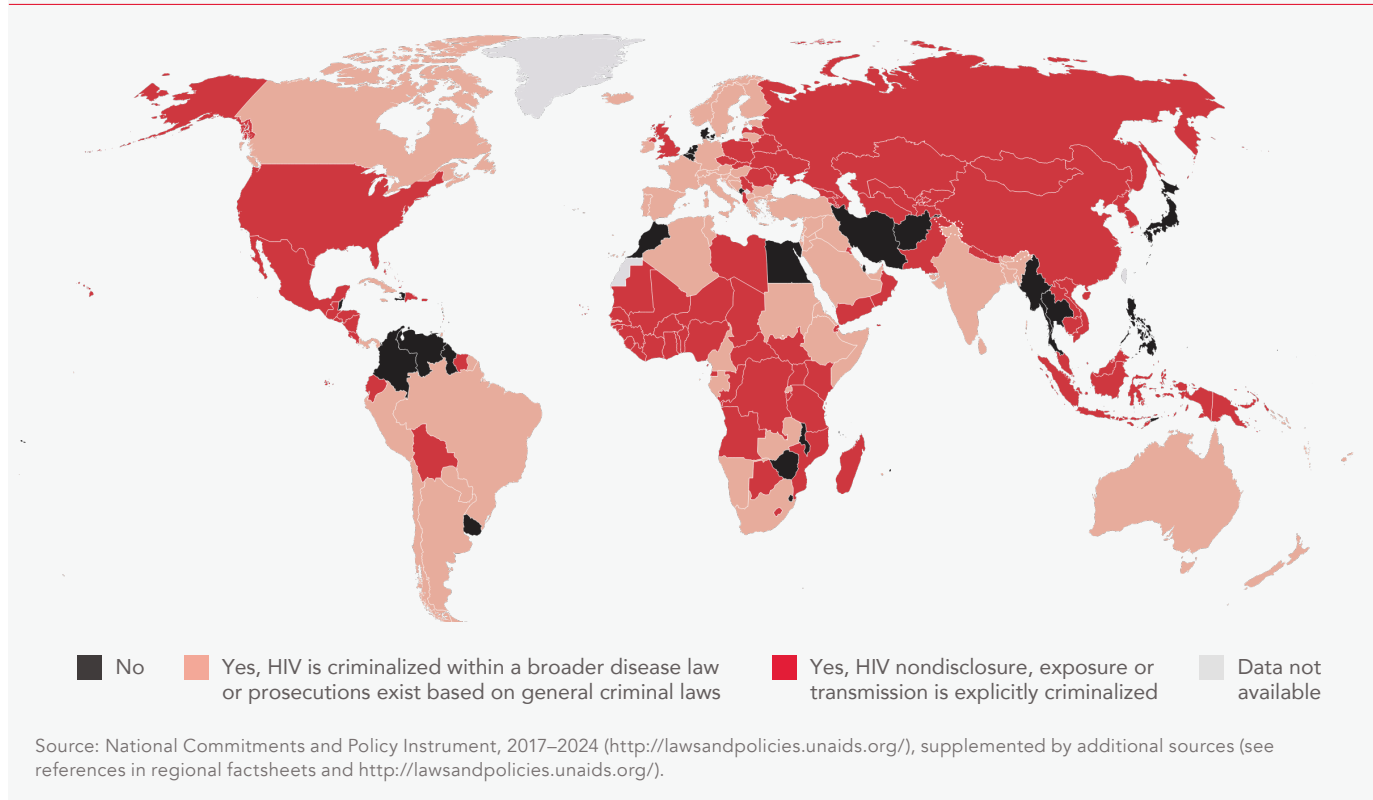 No
Yes, HIV is criminalized within a broader disease law
or prosecutions exist based on general criminal laws
Yes, HIV nondisclosure, exposure or
transmission is explicitly criminalized
Data not
available
Source: National Commitments and Policy Instrument, 2017–2024 (http://lawsandpolicies.unaids.org/), supplemented by additional sources (see
references in regional factsheets and http://lawsandpolicies.unaids.org/).